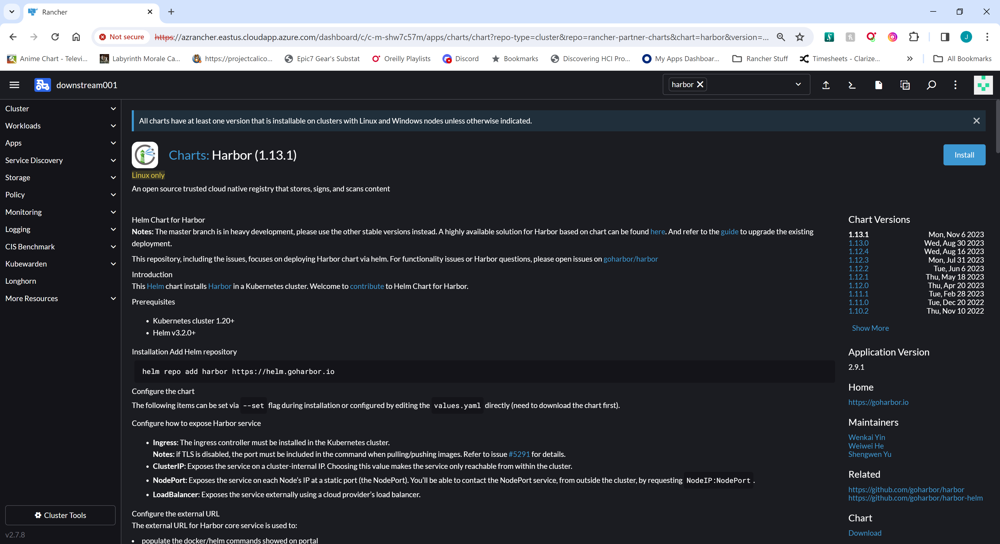 Rancher
Not secure
https://azrancher.eastus.cloudapp.azure.com/dashboard/c/c-m-shw7c57m/apps/charts/chart?repo-type=cluster&repo=rancher-partner-charts&chart=harbor&version=...
J
Anime Chart - Televi...
E7X
Labyrinth Morale Ca...
https://projectcalico...
Epic7 Gear's Substat
Oreilly Playlists
Discord
Bookmarks
Discovering HCI Pro...
My Apps Dashboar...
Rancher Stuff
Timesheets - Clarize...
All Bookmarks
downstream001
harbor
Cluster
Workloads
Apps
Service Discovery
Storage
Policy
Monitoring
Logging
CIS Benchmark
Kubewarden
Longhorn
More Resources
Cluster Tools
v2.7.8
All charts have at least one version that is installable on clusters with Linux and Windows nodes unless otherwise indicated.
Charts: Harbor (1.13.1)
Install
Linux only
An open source trusted cloud native registry that stores, signs, and scans content
Helm Chart for Harbor
Notes: The master branch is in heavy development, please use the other stable versions instead. A highly available solution for Harbor based on chart can be found here. And refer to the guide to upgrade the existing
deployment.
This repository, including the issues, focuses on deploying Harbor chart via helm. For functionality issues or Harbor questions, please open issues on goharbor/harbor
Introduction
This Helm chart installs Harbor in a Kubernetes cluster. Welcome to contribute to Helm Chart for Harbor.
Prerequisites
• Kubernetes cluster 1.20+
• Helm v3.2.0+
Installation Add Helm repository
helm repo add harbor https://helm.goharbor.io
Configure the chart
The following items can be set via --set flag during installation or configured by editing the values.yaml directly (need to download the chart first).
Configure how to expose Harbor service
• Ingress: The ingress controller must be installed in the Kubernetes cluster.
Notes: if TLS is disabled, the port must be included in the command when pulling/pushing images. Refer to issue #5291 for details.
• ClusterIP: Exposes the service on a cluster-internal IP. Choosing this value makes the service only reachable from within the cluster.
• NodePort: Exposes the service on each Node’s IP at a static port (the NodePort). You’ll be able to contact the NodePort service, from outside the cluster, by requesting NodeIP:NodePort .
• LoadBalancer: Exposes the service externally using a cloud provider’s load balancer.
Configure the external URL
The external URL for Harbor core service is used to:
• populate the docker/helm commands showed on portal
Chart Versions
1.13.1 Mon, Nov 6 2023
1.13.0 Wed, Aug 30 2023
1.12.4 Wed, Aug 16 2023
1.12.3 Mon, Jul 31 2023
1.12.2 Tue, Jun 6 2023
1.12.1 Thu, May 18 2023
1.12.0 Thu, Apr 20 2023
1.11.1 Tue, Feb 28 2023
1.11.0 Tue, Dec 20 2022
1.10.2 Thu, Nov 10 2022
Show More
Application Version
2.9.1
Home
https://goharbor.io
Maintainers
Wenkai Yin
Weiwei He
Shengwen Yu
Related
https://github.com/goharbor/harbor
https://github.com/goharbor/harbor-helm
Chart
Download